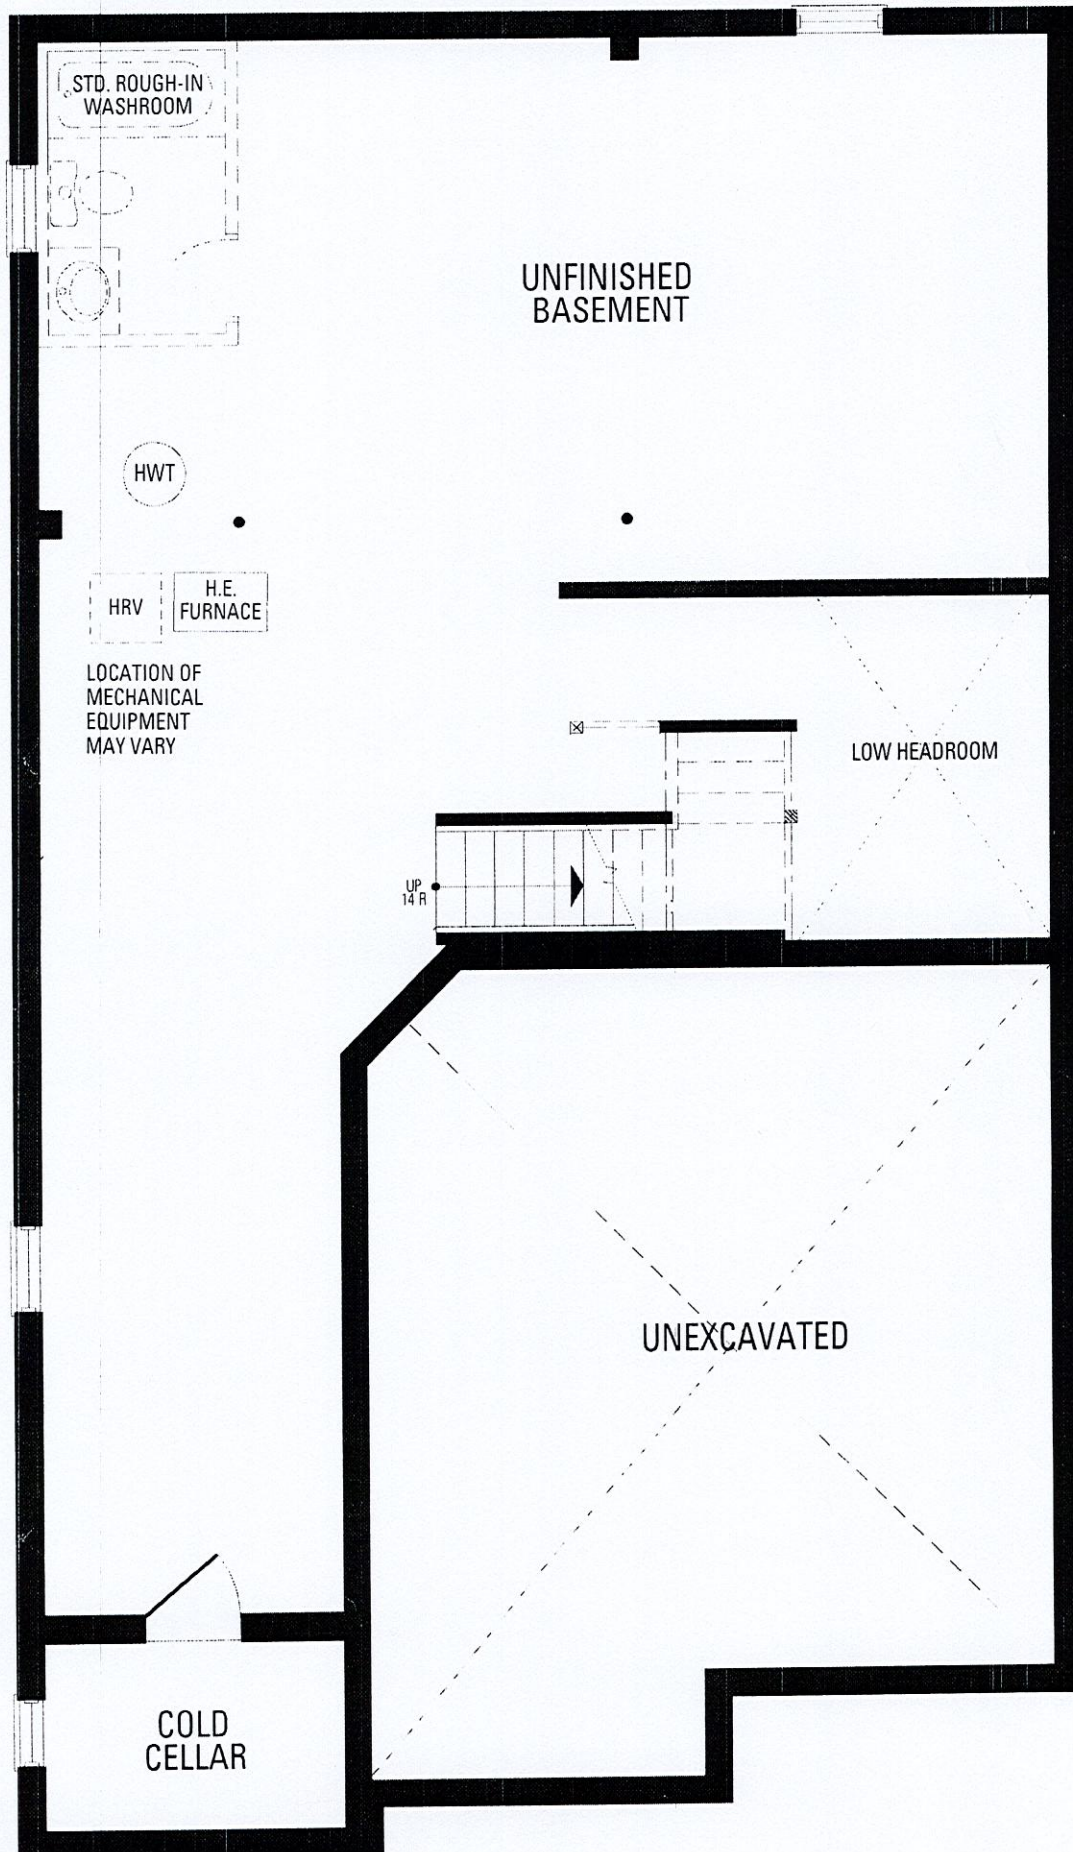 STD. ROUGH-IN
WASHROOM
UNFINISHED
BASEMENT
HWT
HRV
H.E.
FURNACE
LOCATION OF
MECHANICAL
EQUIPMENT
MAY VARY
LOW HEADROOM
UP
14 R
UNEXCAVATED
COLD
CELLAR